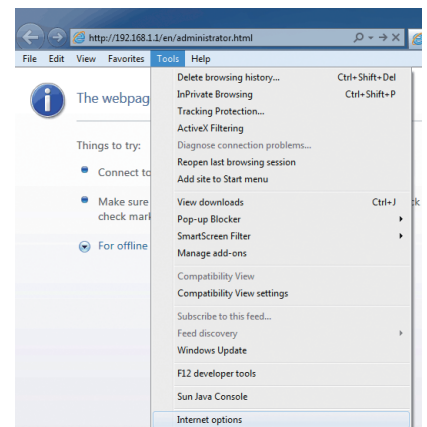 http://192.168.1.1/en/administrator.html
File Edit View Favorites Tools Help
The webpag
Things to try:
Connect to
Make sure
check mark
For offline
Delete browsing history... Ctrl+Shift+Del
InPrivate Browsing Ctrl+Shift+P
Tracking Protection...
ActiveX Filtering
Diagnose connection problems...
Reopen last browsing session
Add site to Start menu
View downloads Ctrl+J
Pop-up Blocker
SmartScreen Filter
Manage add-ons
Compatibility View
Compatibility View settings
Subscribe to this feed...
Feed discovery
Windows Update
F12 developer tools
Sun Java Console
Internet options